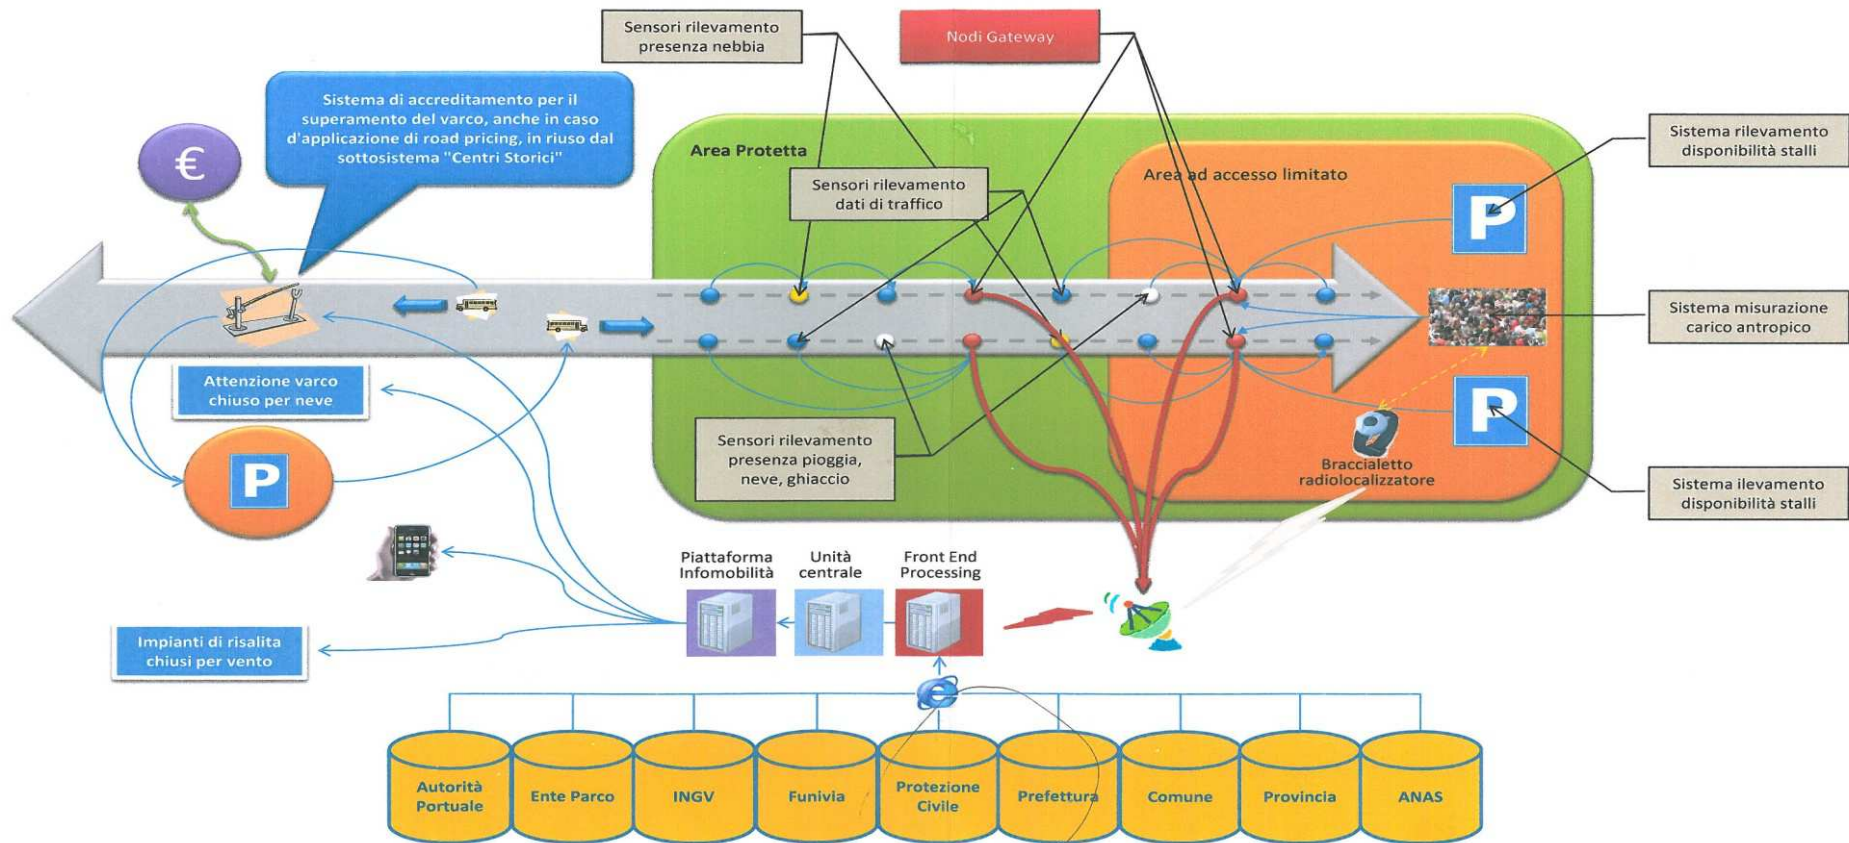 Sensori rilevamento
presenza nebbia
Nodi Gateway
Sistema di accreditamento per il
superamento del varco, anche in caso
d'applicazione di road pricing, in riuso dal
sottosistema "Centri Storici"
€
Area Protetta
Area ad accesso limitato
Sistema rilevamento
disponibilità stalli
P
Sensori rilevamento
dati di traffico
Sistema misurazione
carico antropico
Attenzione varco
chiuso per neve
P
P
Sensori rilevamento
presenza pioggia,
neve, ghiaccio
Braccialetto
radiolocalizzatore
Sistema ilevamento
disponibilità stalli
Piattaforma
Infomobilità
Unità
centrale
Front End
Processing
Impianti di risalita
chiusi per vento
Autorità
Portuale
Ente Parco
INGV
Funivia
Protezione
Civile
Prefettura
Comune
Provincia
ANAS